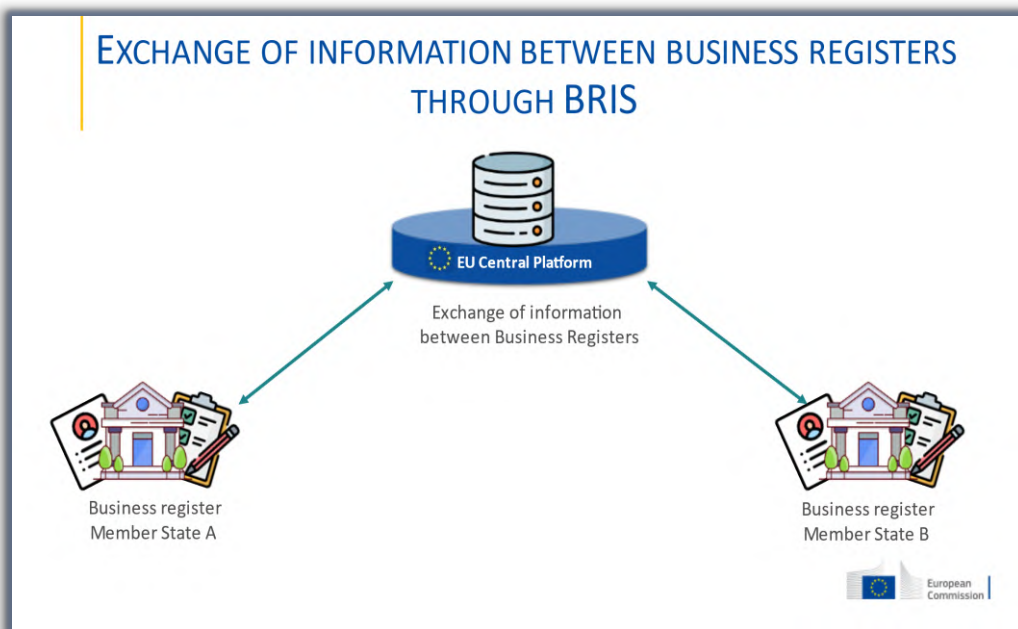 EXCHANGE OF INFORMATION BETWEEN BUSINESS REGISTERS
THROUGH BRIS
EU Central Platform
Exchange of information
between Business Registers
Business register
Member State A
Business register
Member State B
European
Commission